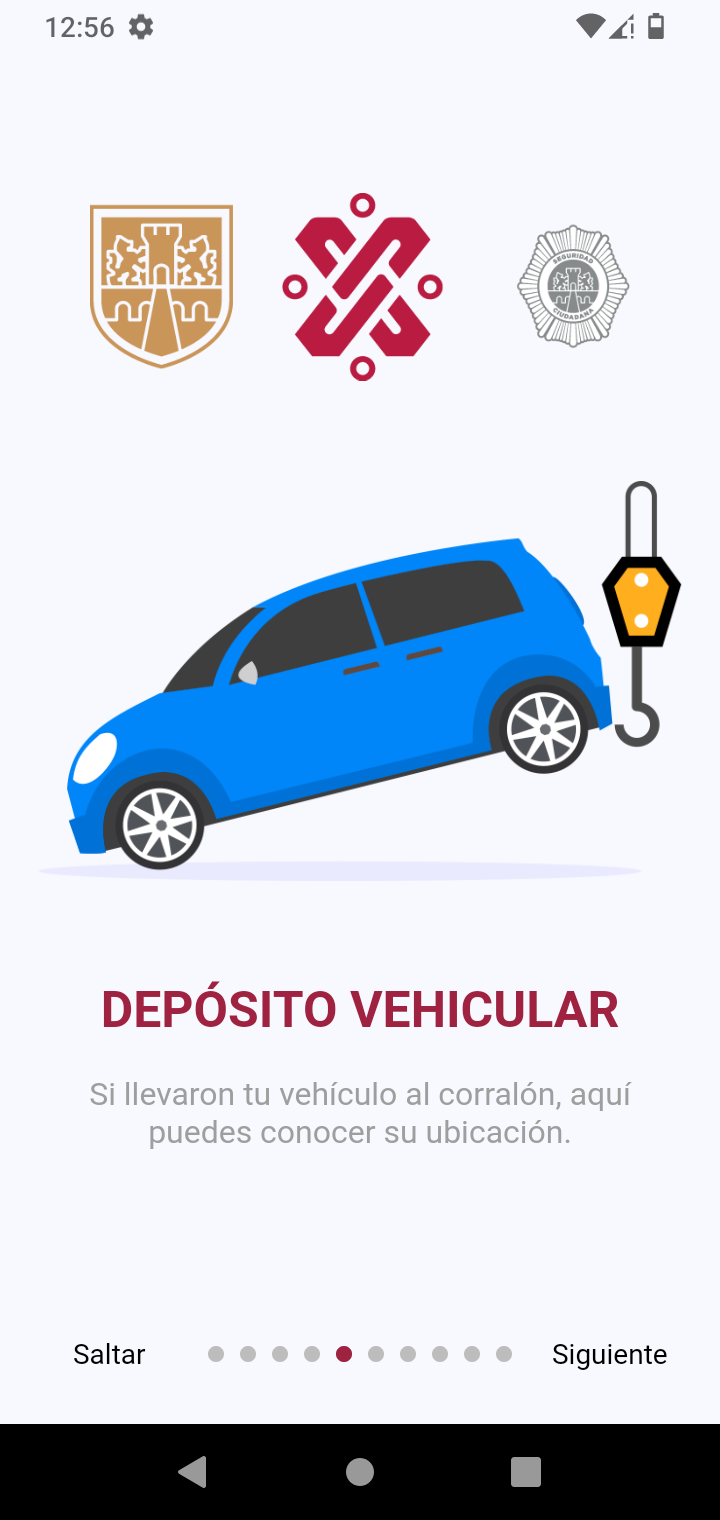 12:56
SEGURIDAD
CIUDADANA
DEPÓSITO VEHICULAR
Si llevaron tu vehículo al corralón, aquí
puedes conocer su ubicación.
Saltar
Siguiente